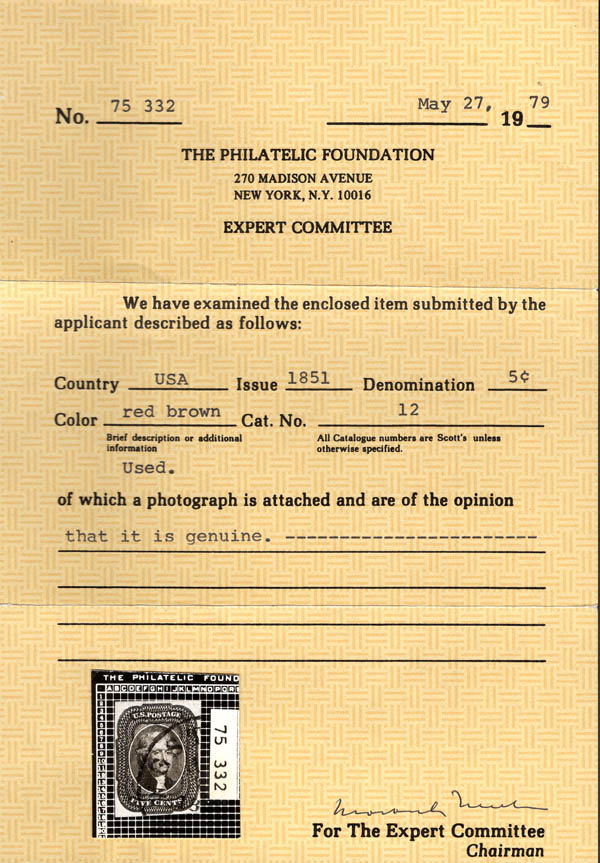 No. 75 332 May 27, 19 79
THE PHILATELIC FOUNDATION
270 MADISON AVENUE
NEW YORK, N.Y. 10016
EXPERT COMMITTEE
We have examined the enclosed item submitted by the
applicant described as follows:
Country USA Issue 1851 Denomination 5¢
Color red brown Cat. No. 12
Brief description or additional
information
All Catalogue numbers are Scott's unless
otherwise specified.
Used.
of which a photograph is attached and are of the opinion
that it is genuine. -----------------------
THE PHILATELIC FOUND
ABCDEFGHIJKLMNOPQR
U.S. POSTAGE
FIVE CENTS
75 332
For The Expert Committee
Chairman